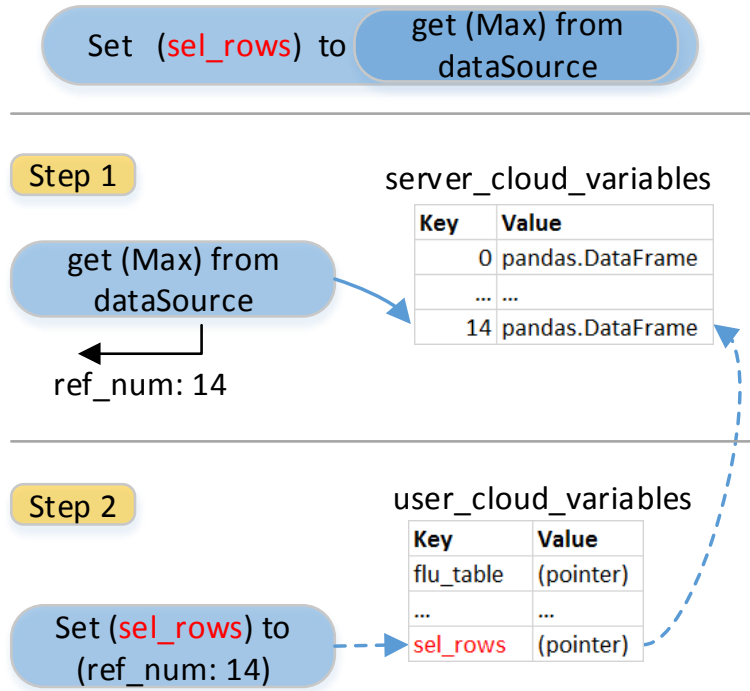 Set (sel_rows) to get (Max) from
dataSource
Step 1
server_cloud_variables
Key Value
0 pandas.DataFrame
... ...
14 pandas.DataFrame
get (Max) from
dataSource
ref_num: 14
Step 2
user_cloud_variables
Key Value
flu_table (pointer)
... ...
sel_rows (pointer)
Set (sel_rows) to
(ref_num: 14)